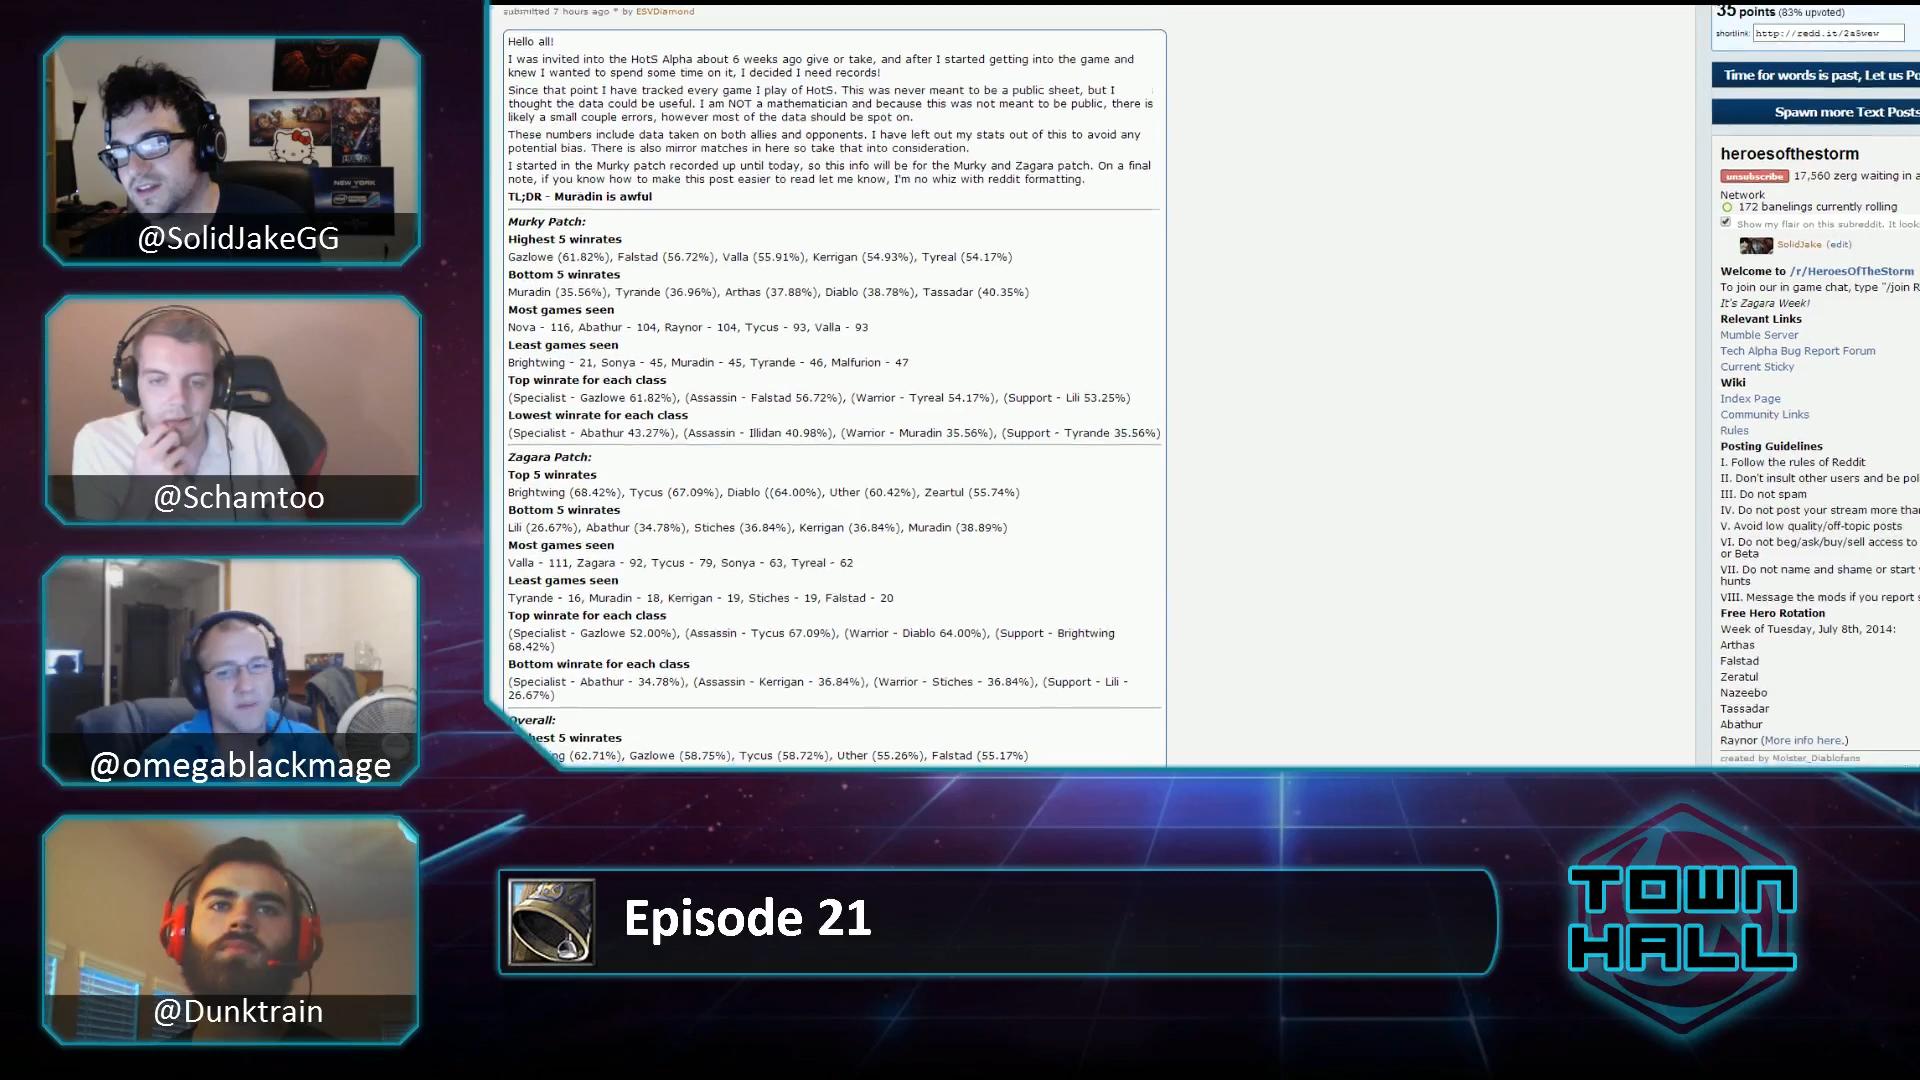 submitted 7 hours ago * by ESVDiamond
Hello all!
I was invited into the HotS Alpha about 6 weeks ago give or take, and after I started getting into the game and
knew I wanted to spend some time on it, I decided I need records!
Since that point I have tracked every game I play of HotS. This was never meant to be a public sheet, but I
thought the data could be useful. I am NOT a mathematician and because this was not meant to be public, there is
likely a small couple errors, however most of the data should be spot on.
These numbers include data taken on both allies and opponents. I have left out my stats out of this to avoid any
potential bias. There is also mirror matches in here so take that into consideration.
I started in the Murky patch recorded up until today, so this info will be for the Murky and Zagara patch. On a final
note, if you know how to make this post easier to read let me know, I'm no whiz with reddit formatting.
TL;DR - Muradin is awful
Murky Patch:
Highest 5 winrates
Gazlowe (61.82%), Falstad (56.72%), Valla (55.91%), Kerrigan (54.93%), Tyreal (54.17%)
Bottom 5 winrates
Muradin (35.56%), Tyrande (36.96%), Arthas (37.88%), Diablo (38.78%), Tassadar (40.35%)
Most games seen
Nova - 116, Abathur - 104, Raynor - 104, Tycus - 93, Valla - 93
Least games seen
Brightwing - 21, Sonya - 45, Muradin - 45, Tyrande - 46, Malfurion - 47
Top winrate for each class
(Specialist - Gazlowe 61.82%), (Assassin - Falstad 56.72%), (Warrior - Tyreal 54.17%), (Support - Lili 53.25%)
Lowest winrate for each class
(Specialist - Abathur 43.27%), (Assassin - Illidan 40.98%), (Warrior - Muradin 35.56%), (Support - Tyrande 35.56%)
Zagara Patch:
Top 5 winrates
Brightwing (68.42%), Tycus (67.09%), Diablo ((64.00%), Uther (60.42%), Zeartul (55.74%)
Bottom 5 winrates
Lili (26.67%), Abathur (34.78%), Stiches (36.84%), Kerrigan (36.84%), Muradin (38.89%)
Most games seen
Valla - 111, Zagara - 92, Tycus - 79, Sonya - 63, Tyreal - 62
Least games seen
Tyrande - 16, Muradin - 18, Kerrigan - 19, Stiches - 19, Falstad - 20
Top winrate for each class
(Specialist - Gazlowe 52.00%), (Assassin - Tycus 67.09%), (Warrior - Diablo 64.00%), (Support - Brightwing
68.42%)
Bottom winrate for each class
(Specialist - Abathur - 34.78%), (Assassin - Kerrigan - 36.84%), (Warrior - Stiches - 36.84%), (Support - Lili -
26.67%)
Overall:
hest 5 winrates
ng (62.71%), Gazlowe (58.75%), Tycus (58.72%), Uther (55.26%), Falstad (55.17%)
35 points (83% upvoted)
shortlink: http://redd.it/2a5wew
Time for words is past, Let us Po
Spawn more Text Posts
heroesofthestorm
unsubscribe 17,560 zerg waiting in a
Network
172 banelings currently rolling
Show my flair on this subreddit. It look
SolidJake (edit)
Welcome to /r/HeroesOfTheStorm
To join our in game chat, type "/join R
It's Zagara Week!
Relevant Links
Mumble Server
Tech Alpha Bug Report Forum
Current Sticky
Wiki
Index Page
Community Links
Rules
Posting Guidelines
I. Follow the rules of Reddit
II. Don't insult other users and be pol
III. Do not spam
IV. Do not post your stream more than
V. Avoid low quality/off-topic posts
VI. Do not beg/ask/buy/sell access to
or Beta
VII. Do not name and shame or start
hunts
VIII. Message the mods if you report s
Free Hero Rotation
Week of Tuesday, July 8th, 2014:
Arthas
Falstad
Zeratul
Nazeebo
Tassadar
Abathur
Raynor (More info here.)
created by Molster_Diablofans
NEW YORK
@SolidJakeGG
@Schamtoo
@omegablackmage
@Dunktrain
Episode 21
TOWN
HALL